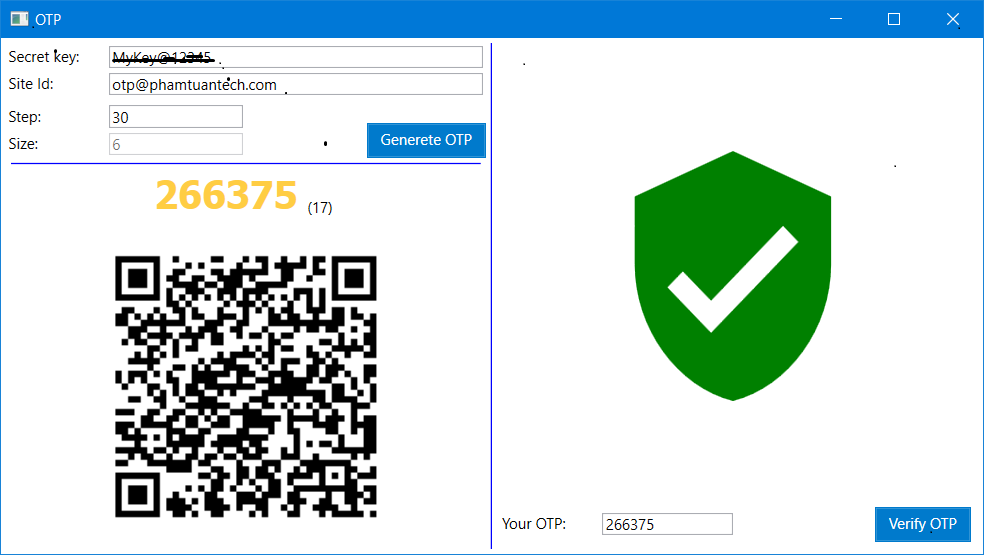 OTP
Secret key: MyKey@12345
Site Id: otp@phamtuantech.com
Step: 30
Size: 6
Generete OTP
266375 (17)
Your OTP: 266375
Verify OTP